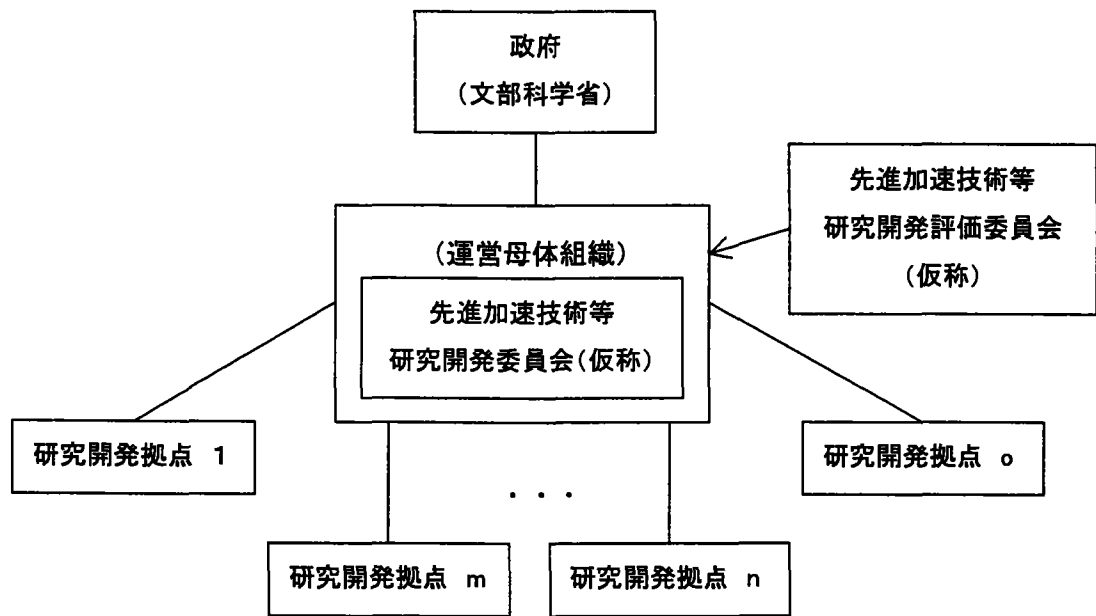 政府
(文部科学省)
先進加速技術等
研究開発評価委員会
(仮称)
(運営母体組織)
先進加速技術等
研究開発委員会(仮称)
研究開発拠点 1
研究開発拠点 o
・・・
研究開発拠点 m
研究開発拠点 n